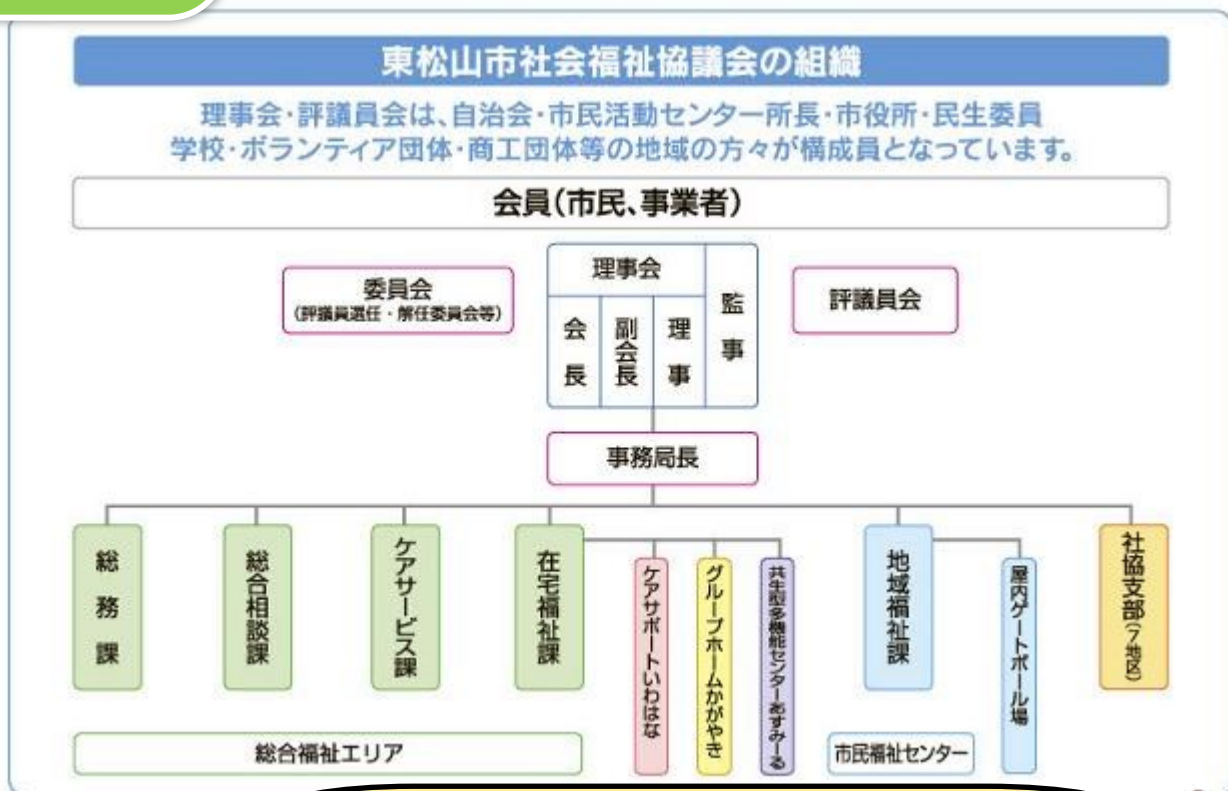 東松山市社会福祉協議会の組織
理事会・評議員会は、自治会・市民活動センター所長・市役所・民生委員
学校・ボランティア団体・商工団体等の地域の方々が構成員となっています。
会員(市民、事業者)
委員会
(評議員選任・解任委員会等)
理事会
会長
副会長
理事
監事
評議員会
事務局長
総務課
総合相談課
ケアサービス課
在宅福祉課
ケアサポートいわはな
グループホームかがやき
共生型多機能センターあすみーる
地域福祉課
屋内ゲートボール場
社協支部(7地区)
総合福祉エリア
市民福祉センター